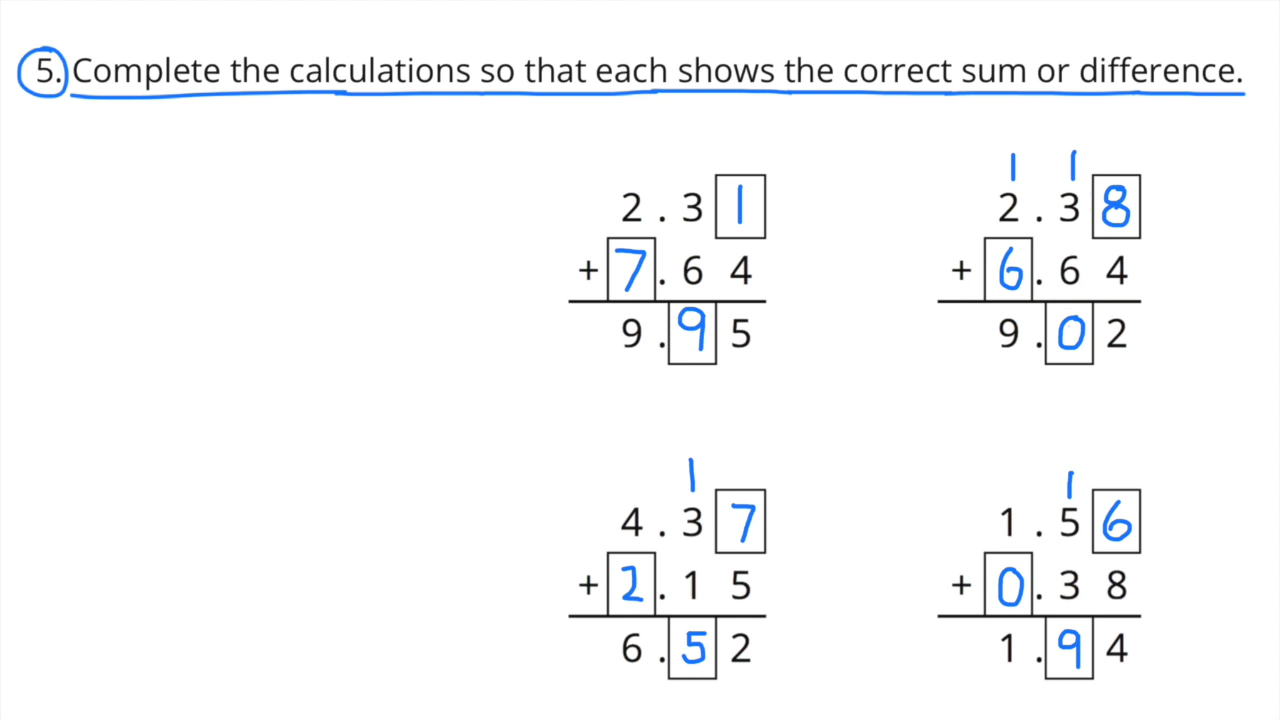 5. Complete the calculations so that each shows the correct sum or difference.
2 . 3 1
+ 7 . 6 4
9 . 9 5
1 1
2 . 3 8
+ 6 . 6 4
9 . 0 2
1
4 . 3 7
+ 2 . 1 5
6 . 5 2
1
1 . 5 6
+ 0 . 3 8
1 . 9 4